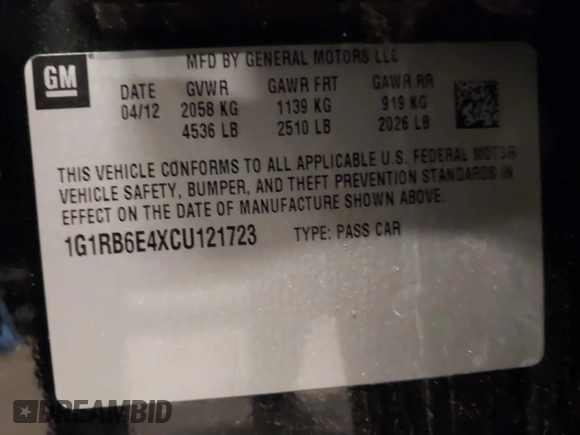 GM
MFD BY GENERAL MOTORS LLC
DATE GVWR GAWR FRT GAWR RR
04/12 2058 KG 1139 KG 919 KG
4536 LB 2510 LB 2026 LB
THIS VEHICLE CONFORMS TO ALL APPLICABLE U.S. FEDERAL MOTOR
VEHICLE SAFETY, BUMPER, AND THEFT PREVENTION STANDARDS IN
EFFECT ON THE DATE OF MANUFACTURE SHOWN ABOVE.
1G1RB6E4XCU121723 TYPE: PASS CAR
DREAMBID